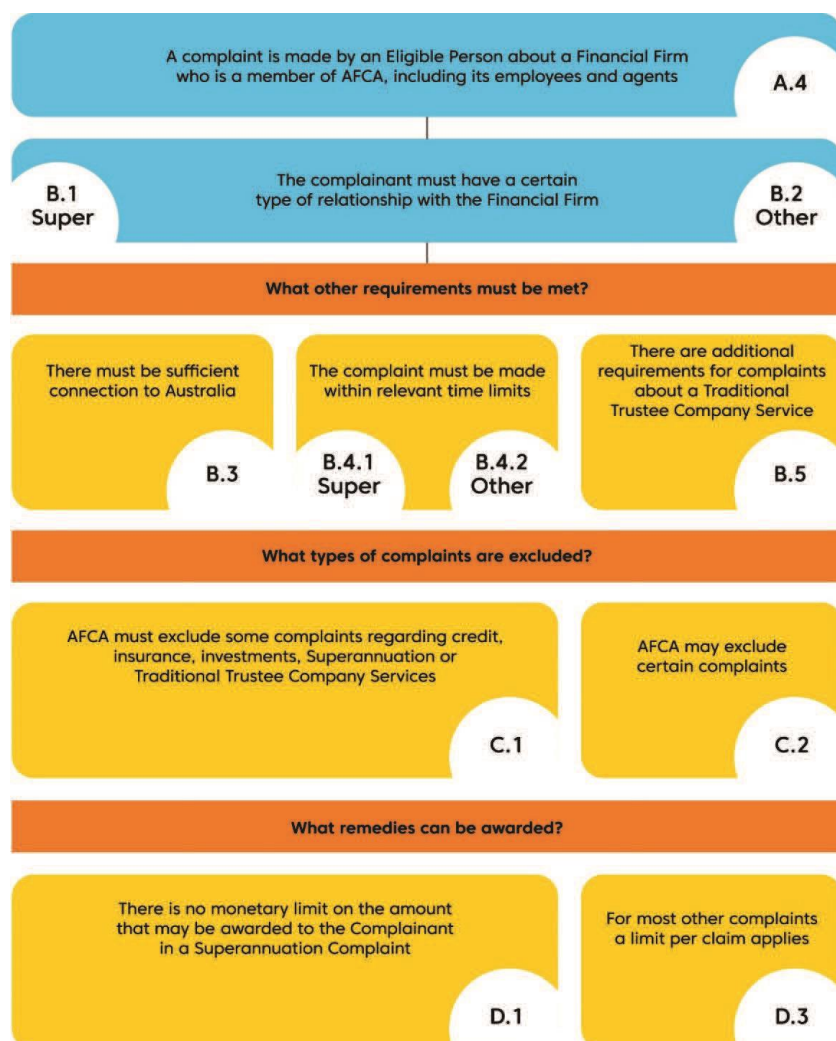 A complaint is made by an Eligible Person about a Financial Firm
who is a member of AFCA, including its employees and agents
A.4
B.1
Super
The complainant must have a certain
type of relationship with the Financial Firm
B.2
Other
What other requirements must be met?
There must be sufficient
connection to Australia
B.3
The complaint must be made
within relevant time limits
B.4.1
Super
B.4.2
Other
There are additional
requirements for complaints
about a Traditional
Trustee Company Service
B.5
What types of complaints are excluded?
AFCA must exclude some complaints regarding credit,
insurance, investments, Superannuation or
Traditional Trustee Company Services
C.1
AFCA may exclude
certain complaints
C.2
What remedies can be awarded?
There is no monetary limit on the amount
that may be awarded to the Complainant
in a Superannuation Complaint
D.1
For most other complaints
a limit per claim applies
D.3